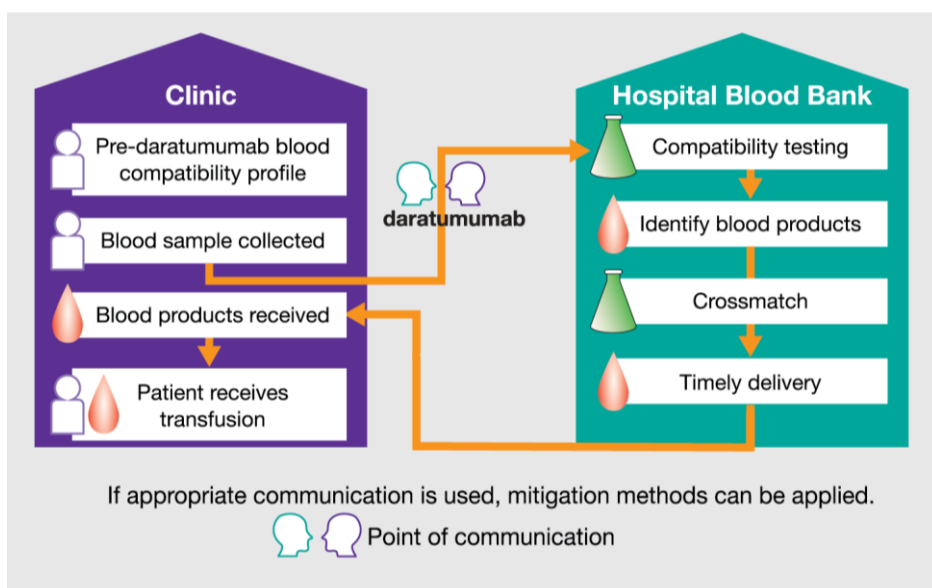 Clinic
Pre-daratumumab blood
compatibility profile
Blood sample collected
Blood products received
Patient receives
transfusion
daratumumab
Hospital Blood Bank
Compatibility testing
Identify blood products
Crossmatch
Timely delivery
If appropriate communication is used, mitigation methods can be applied.
Point of communication